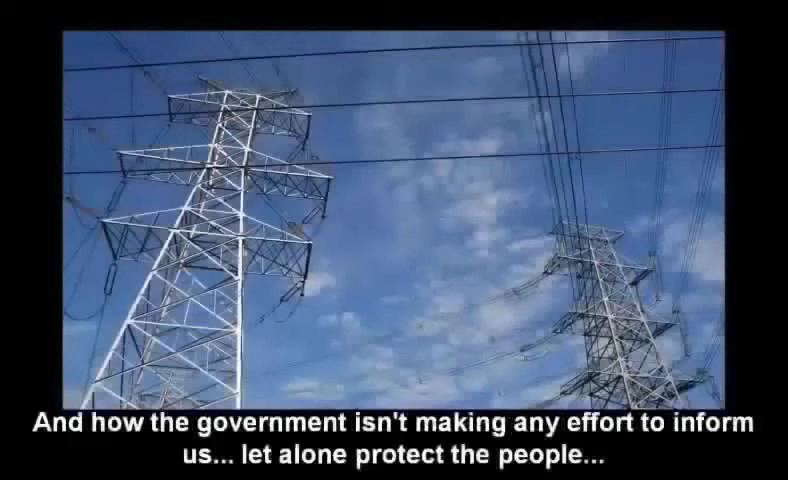 And how the government isn't making any effort to inform
us... let alone protect the people...